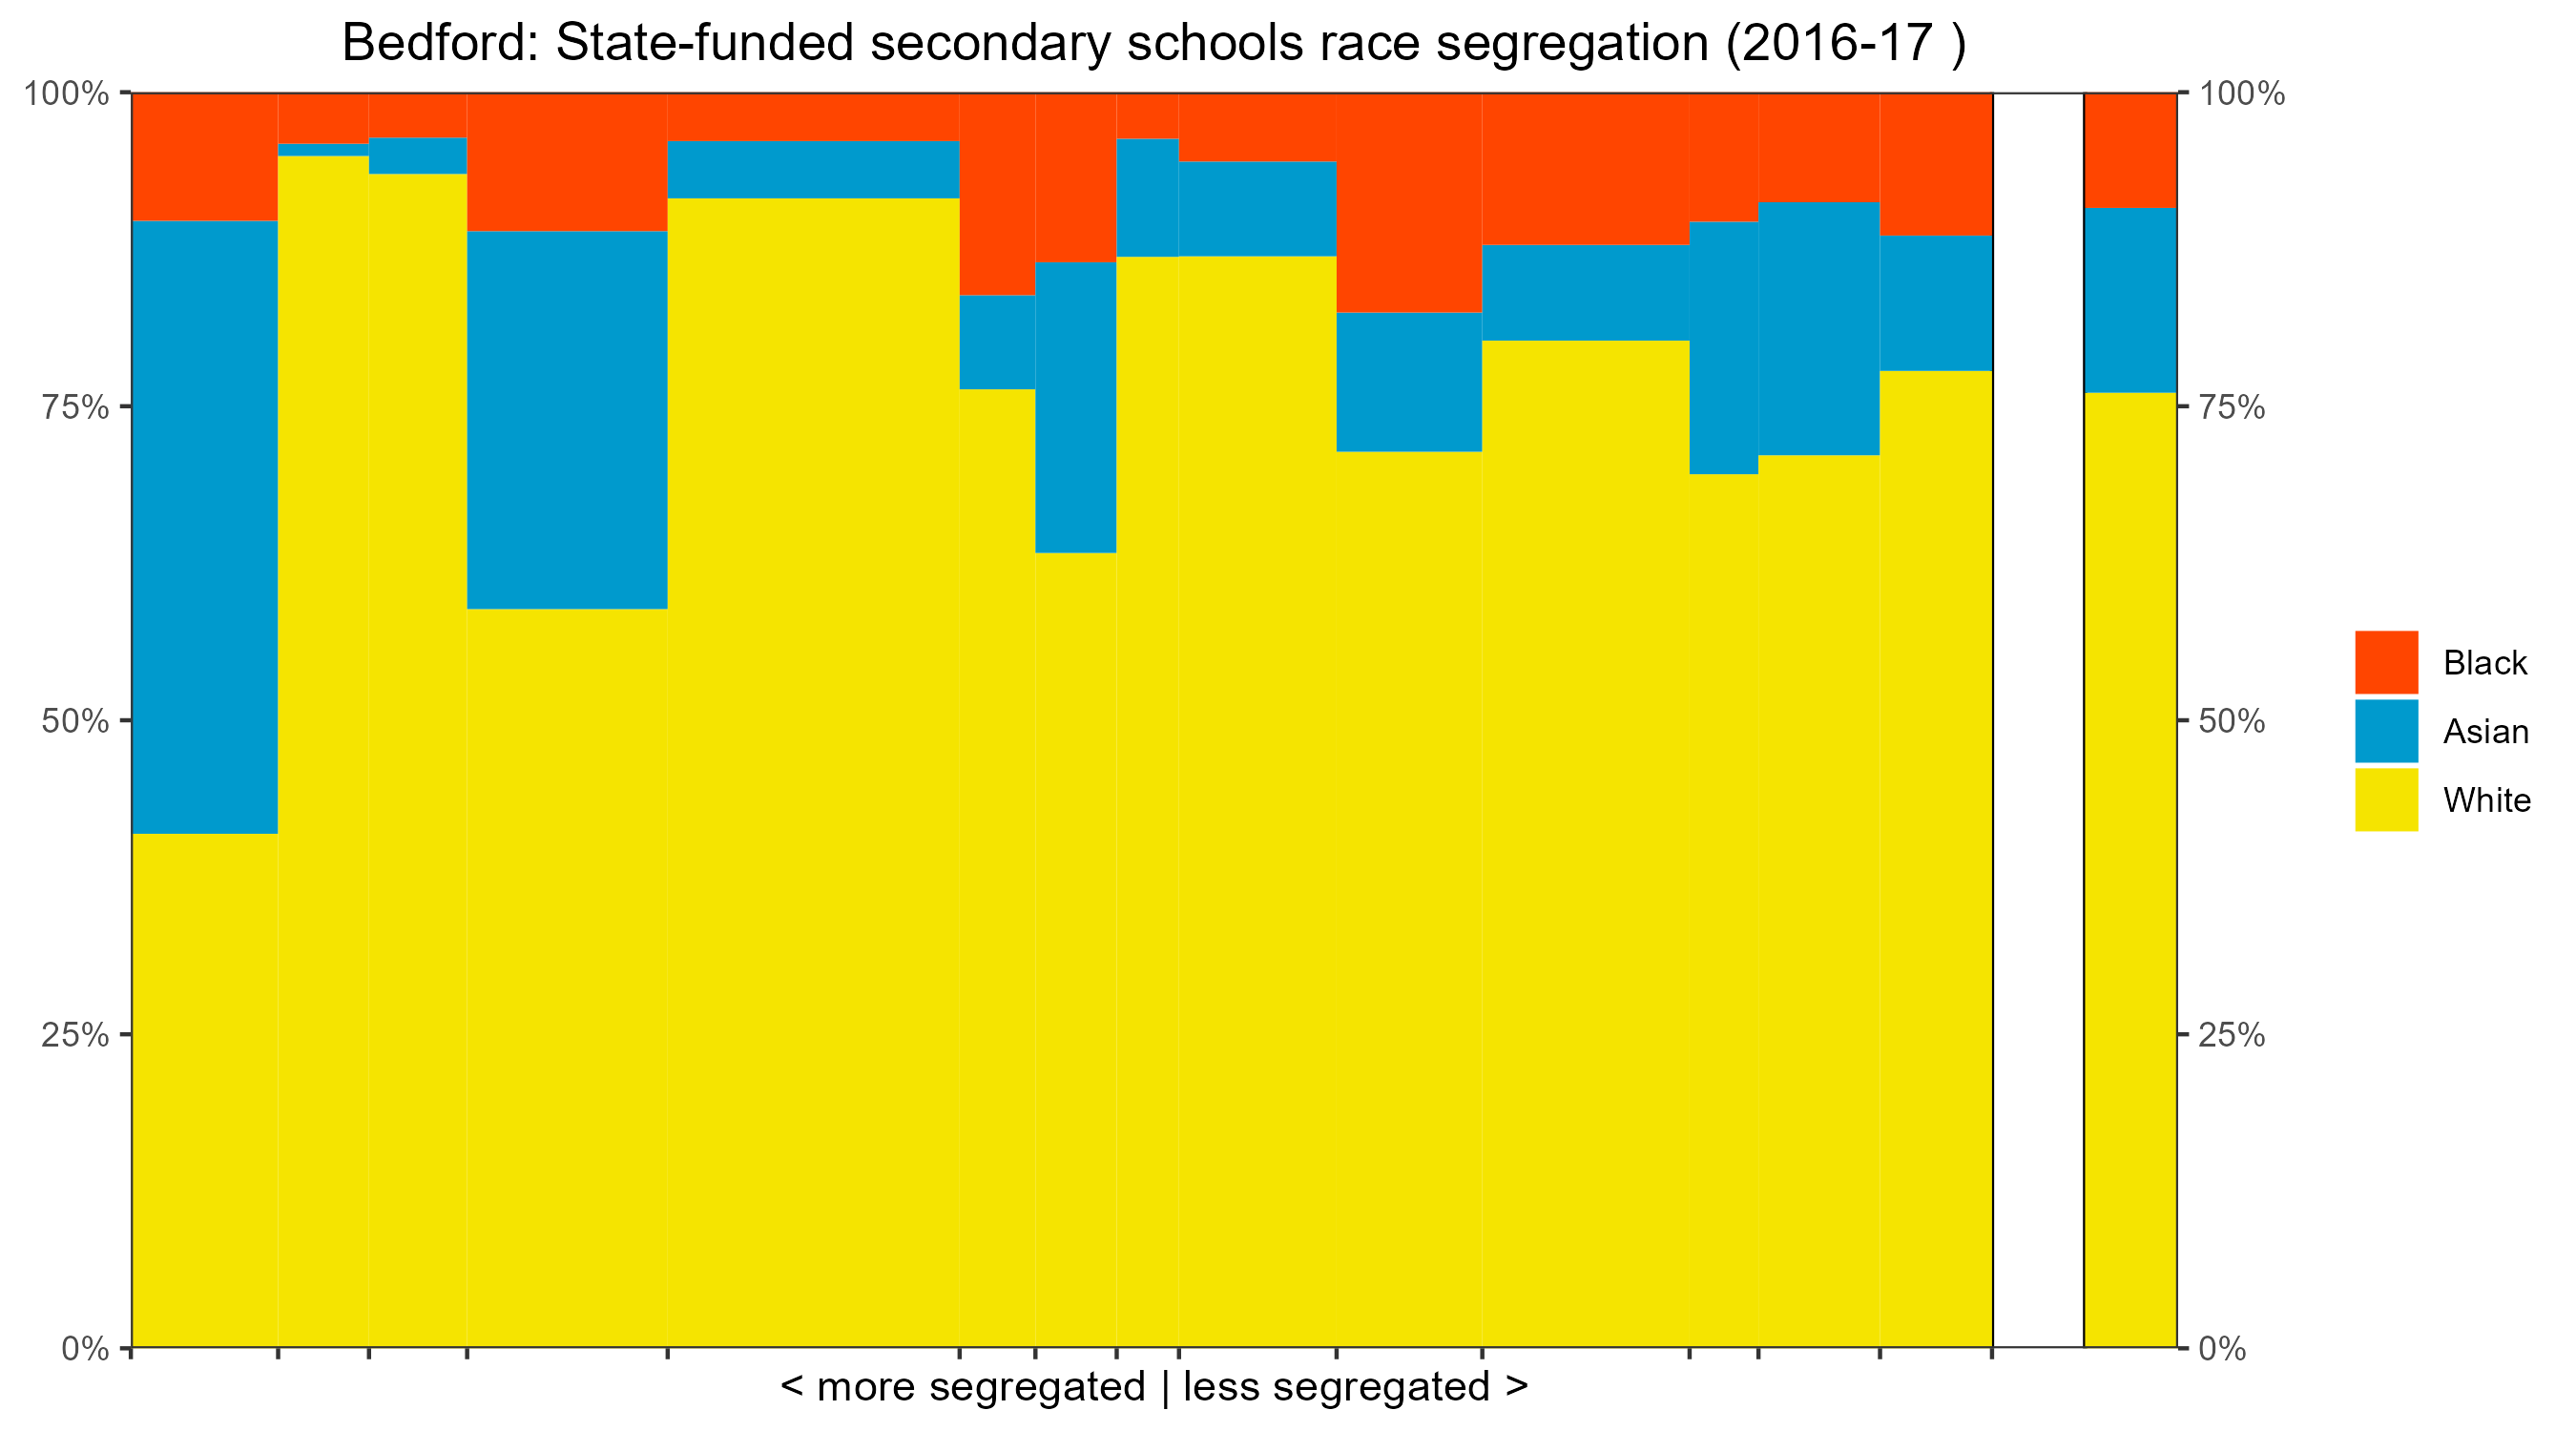 Bedford: State-funded secondary schools race segregation (2016-17 )
100%
75%
50%
25%
0%
100%
75%
50%
25%
0%
Black
Asian
White
< more segregated | less segregated >